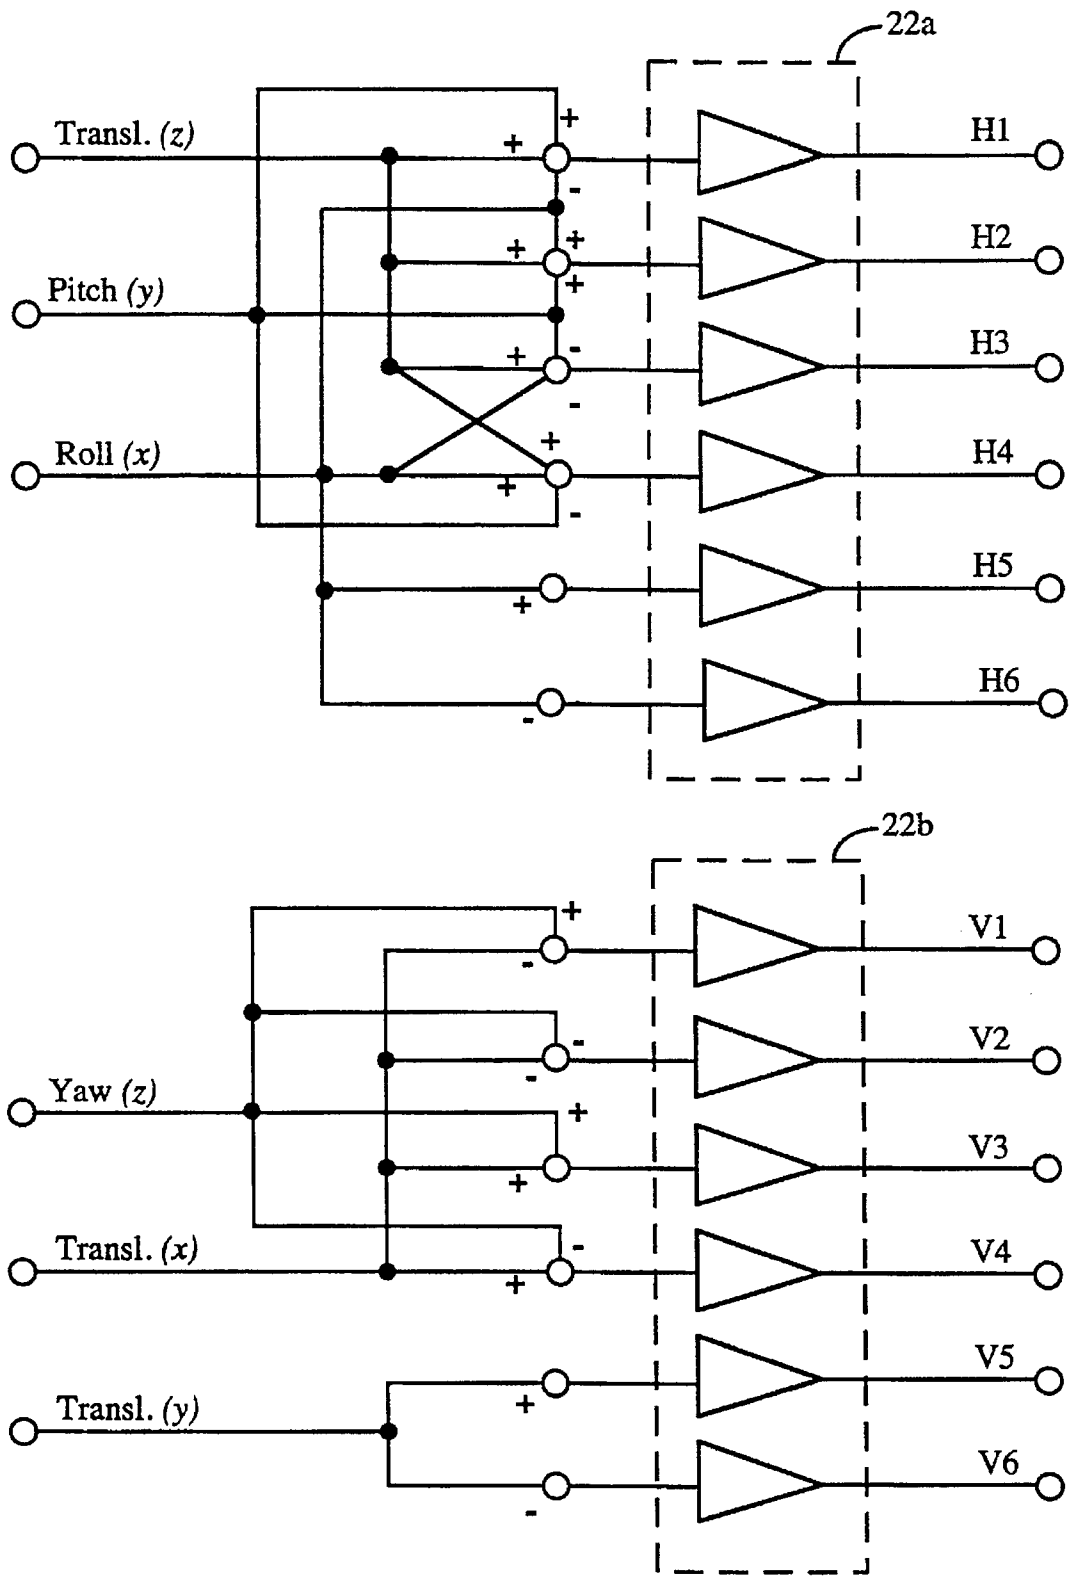 22a
+
Transl. (z)
+
H1
-
+
+
H2
+
Pitch (y)
-
+
H3
-
+
Roll (x)
+
H4
-
H5
+
H6
-
22b
+
V1
-
-
V2
-
Yaw (z)
+
V3
+
Transl. (x)
-
V4
+
V5
Transl. (y)
+
V6
-